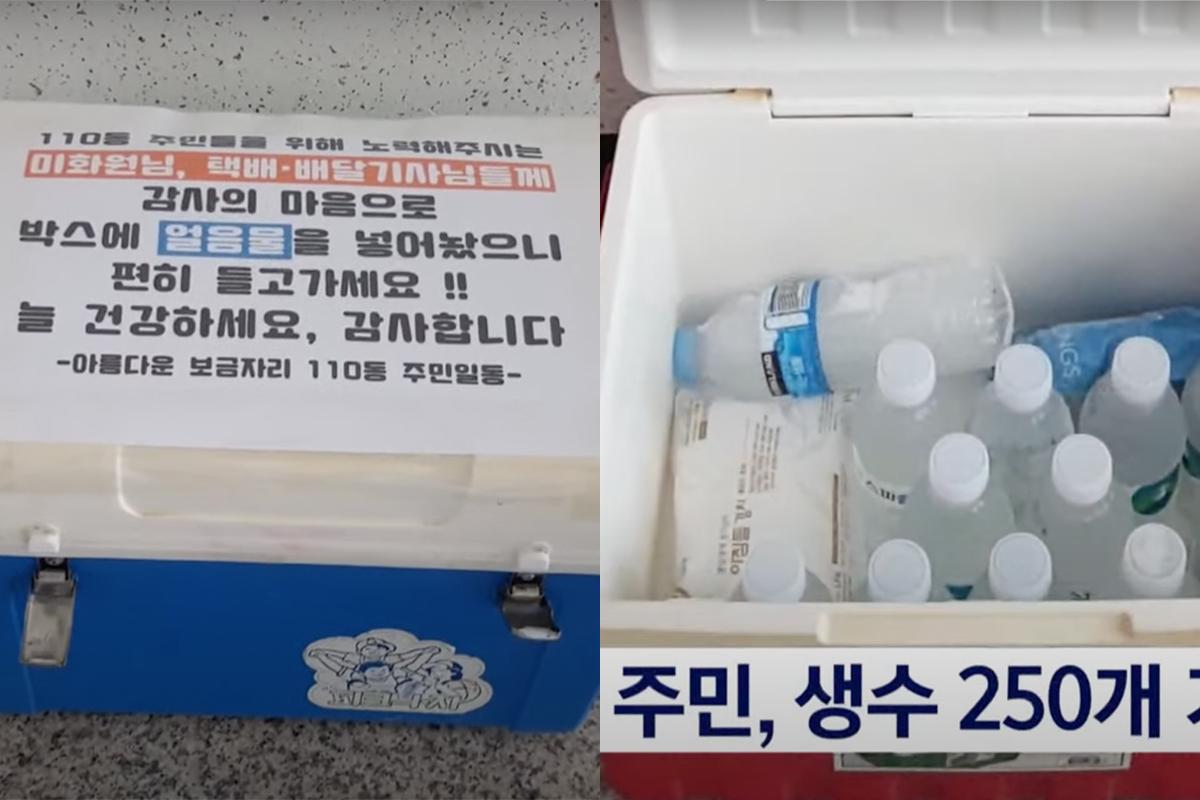 110동 주민들을 위해 노력해주시는
미화원님, 택배·배달기사님들께
감사의 마음으로
박스에 얼음물을 넣어놨으니
편히 들고가세요 !!
늘 건강하세요, 감사합니다
-아름다운 보금자리 110동 주민일동-
주민, 생수 250개